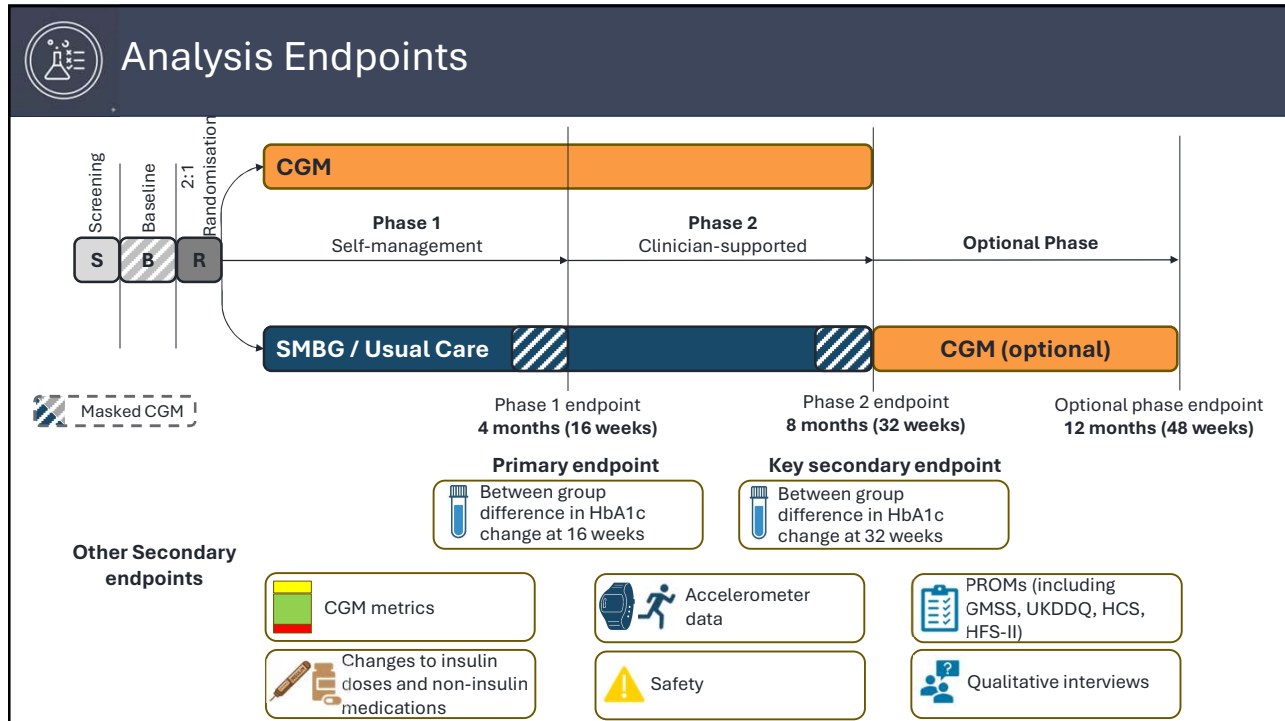 Analysis Endpoints
Screening
Baseline
2:1
Randomisation
S
B
R
CGM
Phase 1
Self-management
Phase 2
Clinician-supported
Optional Phase
SMBG / Usual Care
CGM (optional)
Masked CGM
Phase 1 endpoint
4 months (16 weeks)
Phase 2 endpoint
8 months (32 weeks)
Optional phase endpoint
12 months (48 weeks)
Primary endpoint
Between group
difference in HbA1c
change at 16 weeks
Key secondary endpoint
Between group
difference in HbA1c
change at 32 weeks
Other Secondary
endpoints
CGM metrics
Accelerometer
data
PROMs (including
GMSS, UKDDQ, HCS,
HFS-II)
Changes to insulin
doses and non-insulin
medications
Safety
?
Qualitative interviews